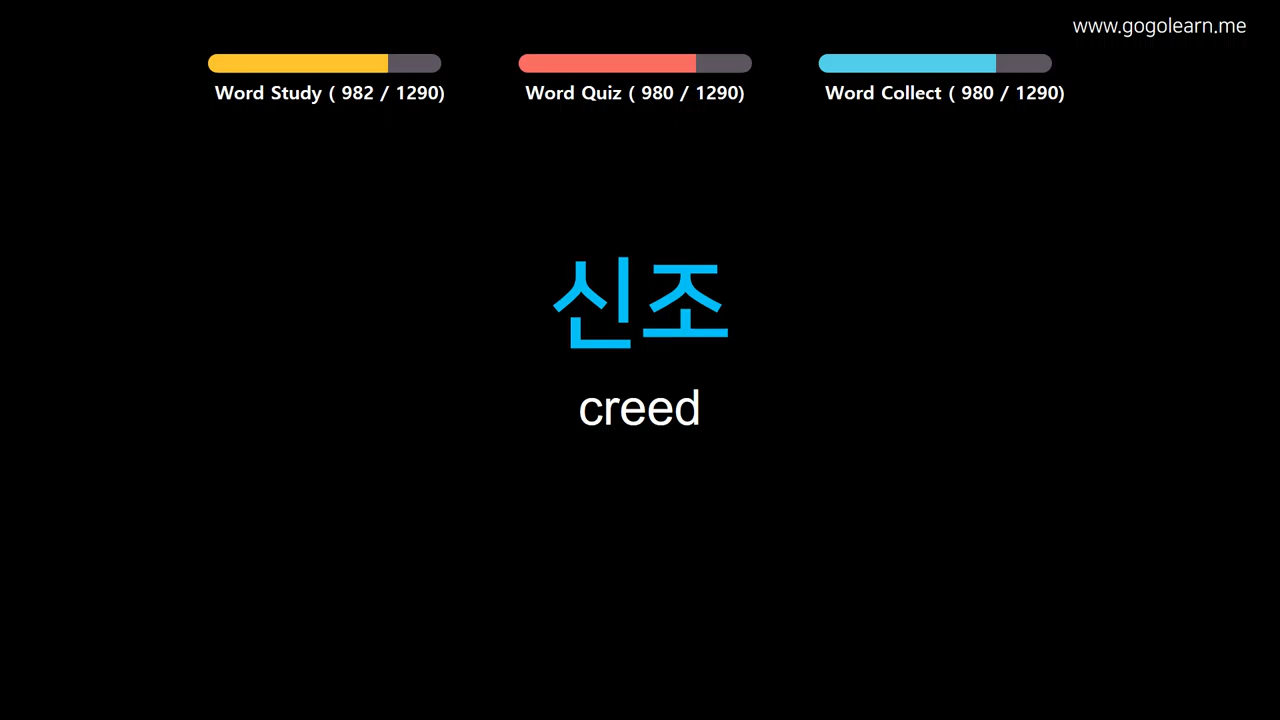 www.gogolearn.me
Word Study ( 982 / 1290)
Word Quiz ( 980 / 1290)
Word Collect ( 980 / 1290)
신조
creed